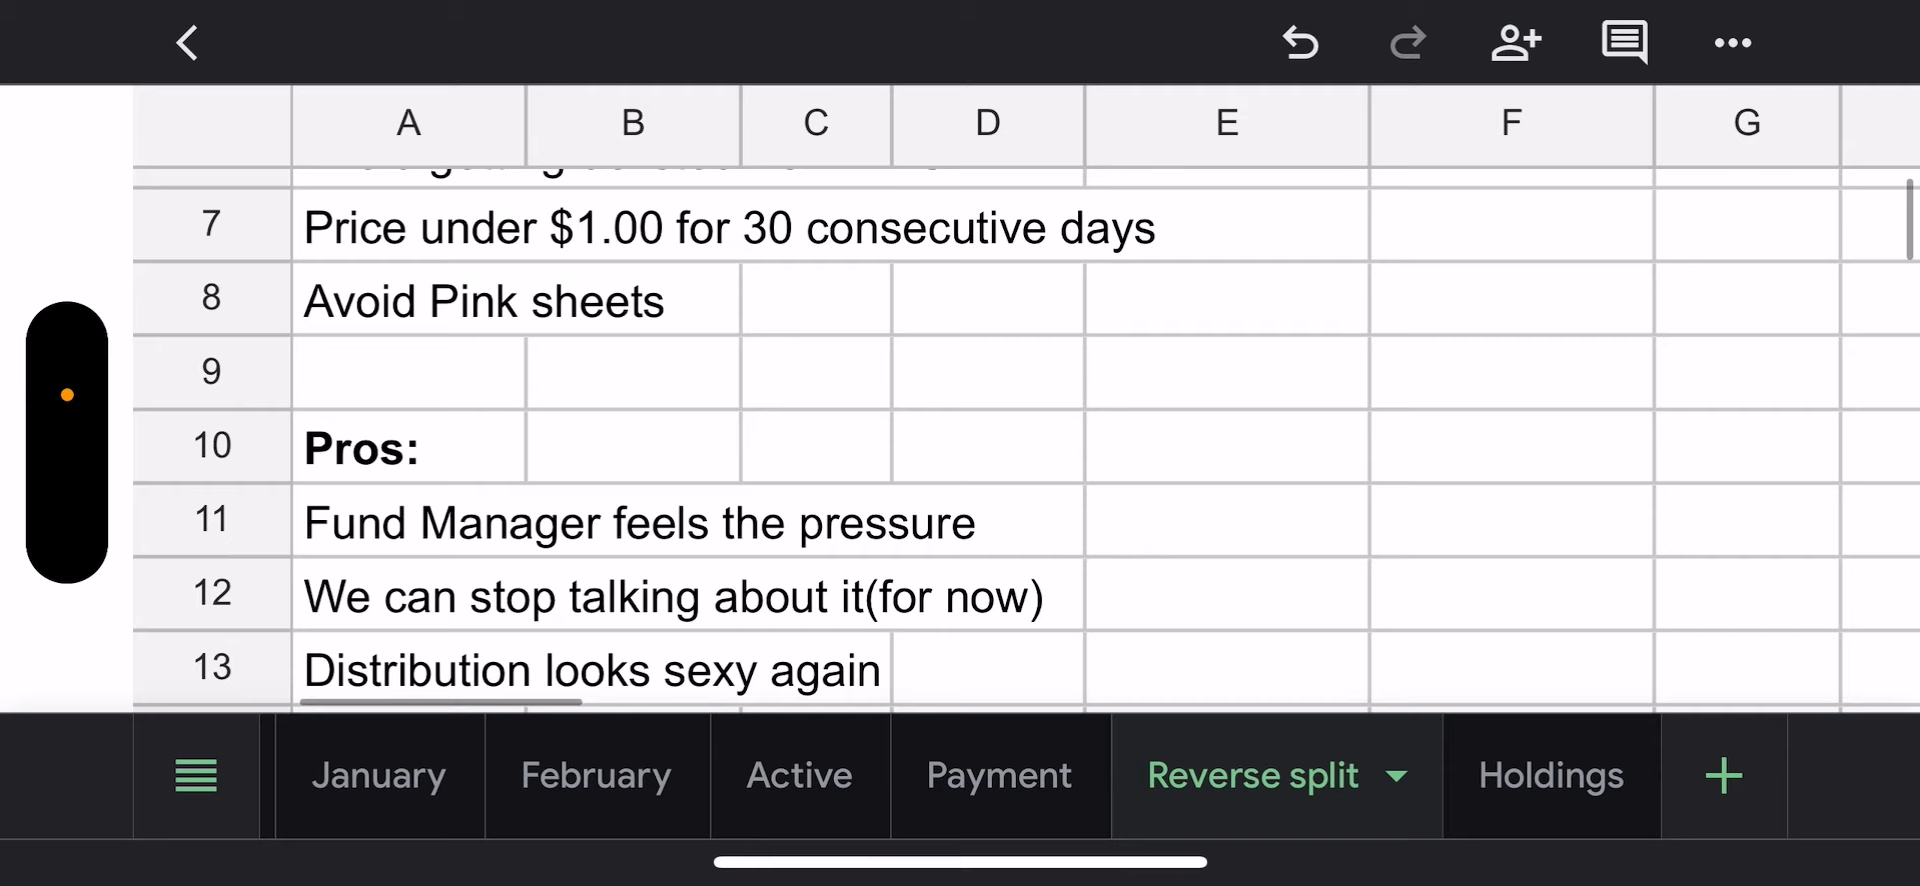 A B C D E F G
7 Price under $1.00 for 30 consecutive days
8 Avoid Pink sheets
9
10 Pros:
11 Fund Manager feels the pressure
12 We can stop talking about it(for now)
13 Distribution looks sexy again
January February Active Payment Reverse split Holdings